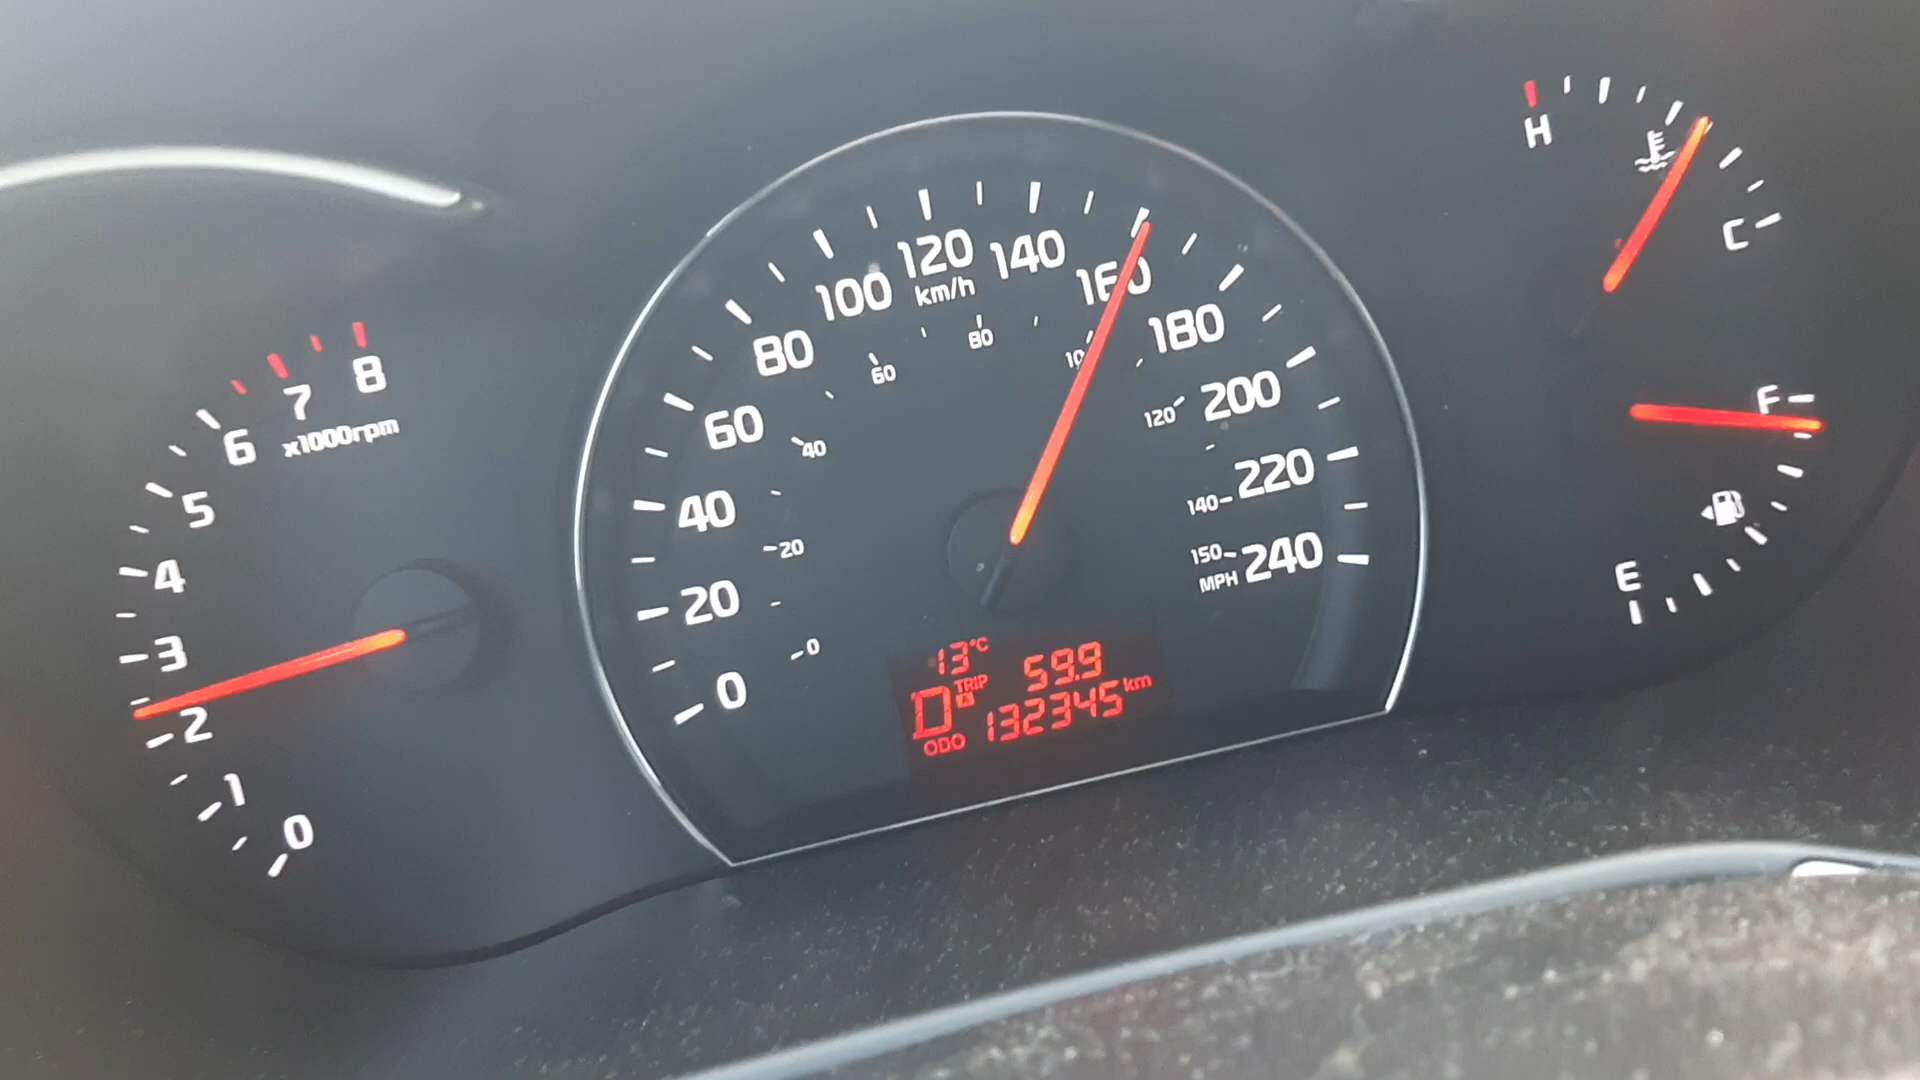 8
7
x1000rpm
6
5
4
3
2
1
0
120
140
km/h
100
160
80
180
60
200
40
220
20
240
0
80
60
120
40
140
20
150
MPH
0
13°C
TRIP A 59.9
D
ODO 132345 km
H
C
F
E